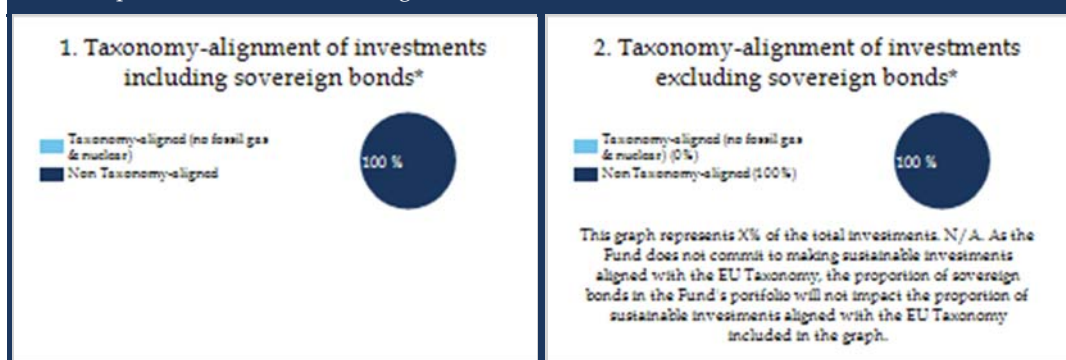 1. Taxonomy-alignment of investments
including sovereign bonds*
Taxonomy-aligned (no fossil gas
& nuclear)
Non Taxonomy-aligned
100 %
2. Taxonomy-alignment of investments
excluding sovereign bonds*
Taxonomy-aligned (no fossil gas
& nuclear) (0%)
Non Taxonomy-aligned (100%)
100 %
This graph represents X% of the total investments. N/A. As the
Fund does not commit to making sustainable investments
aligned with the EU Taxonomy, the proportion of sovereign
bonds in the Fund's portfolio will not impact the proportion of
sustainable investments aligned with the EU Taxonomy
included in the graph.